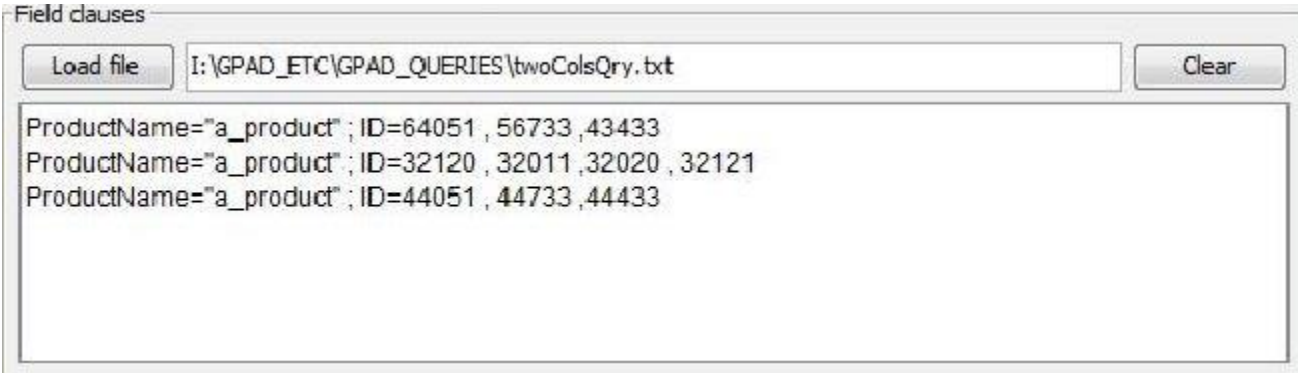 Field clauses
Load file I:\GPAD_ETC\GPAD_QUERIES\twoColsQry.txt Clear
ProductName="a_product" ; ID=64051 , 56733 ,43433
ProductName="a_product" ; ID=32120 , 32011 ,32020 , 32121
ProductName="a_product" ; ID=44051 , 44733 ,44433